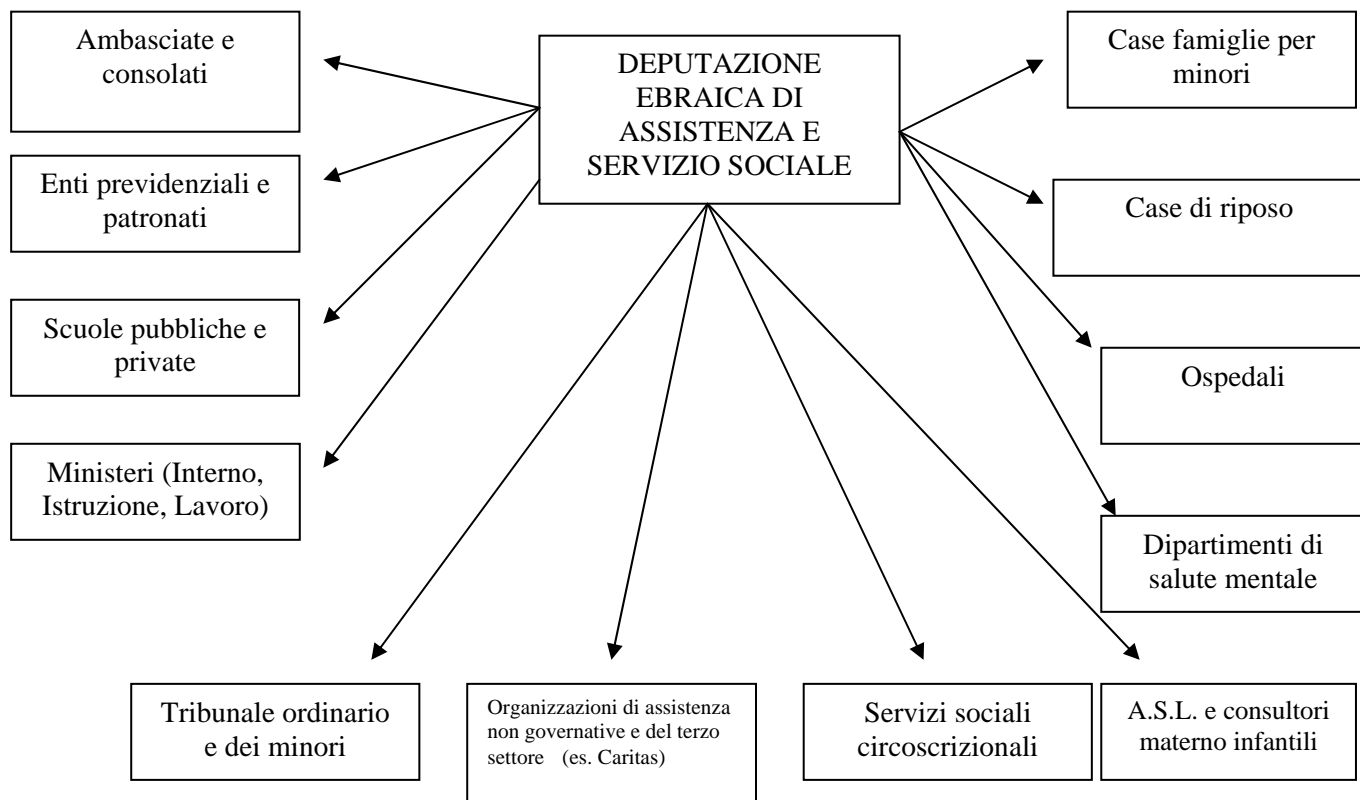 Ambasciate e
consolati
DEPUTAZIONE
EBRAICA DI
ASSISTENZA E
SERVIZIO SOCIALE
Case famiglie per
minori
Enti previdenziali e
patronati
Case di riposo
Scuole pubbliche e
private
Ospedali
Ministeri (Interno,
Istruzione, Lavoro)
Dipartimenti di
salute mentale
Tribunale ordinario
e dei minori
Organizzazioni di assistenza
non governative e del terzo
settore (es. Caritas)
Servizi sociali
circoscrizionali
A.S.L. e consultori
materno infantili